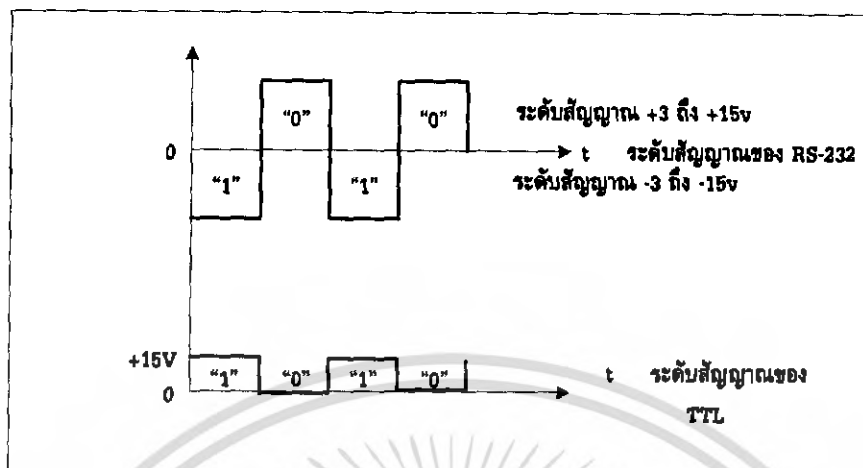 "0" "0" ระดับสัญญาณ +3 ถึง +15v
0 t ระดับสัญญาณของ RS-232
"1" "1" ระดับสัญญาณ -3 ถึง -15v
+15V "1" "0" "1" "0" t ระดับสัญญาณของ
0 TTL